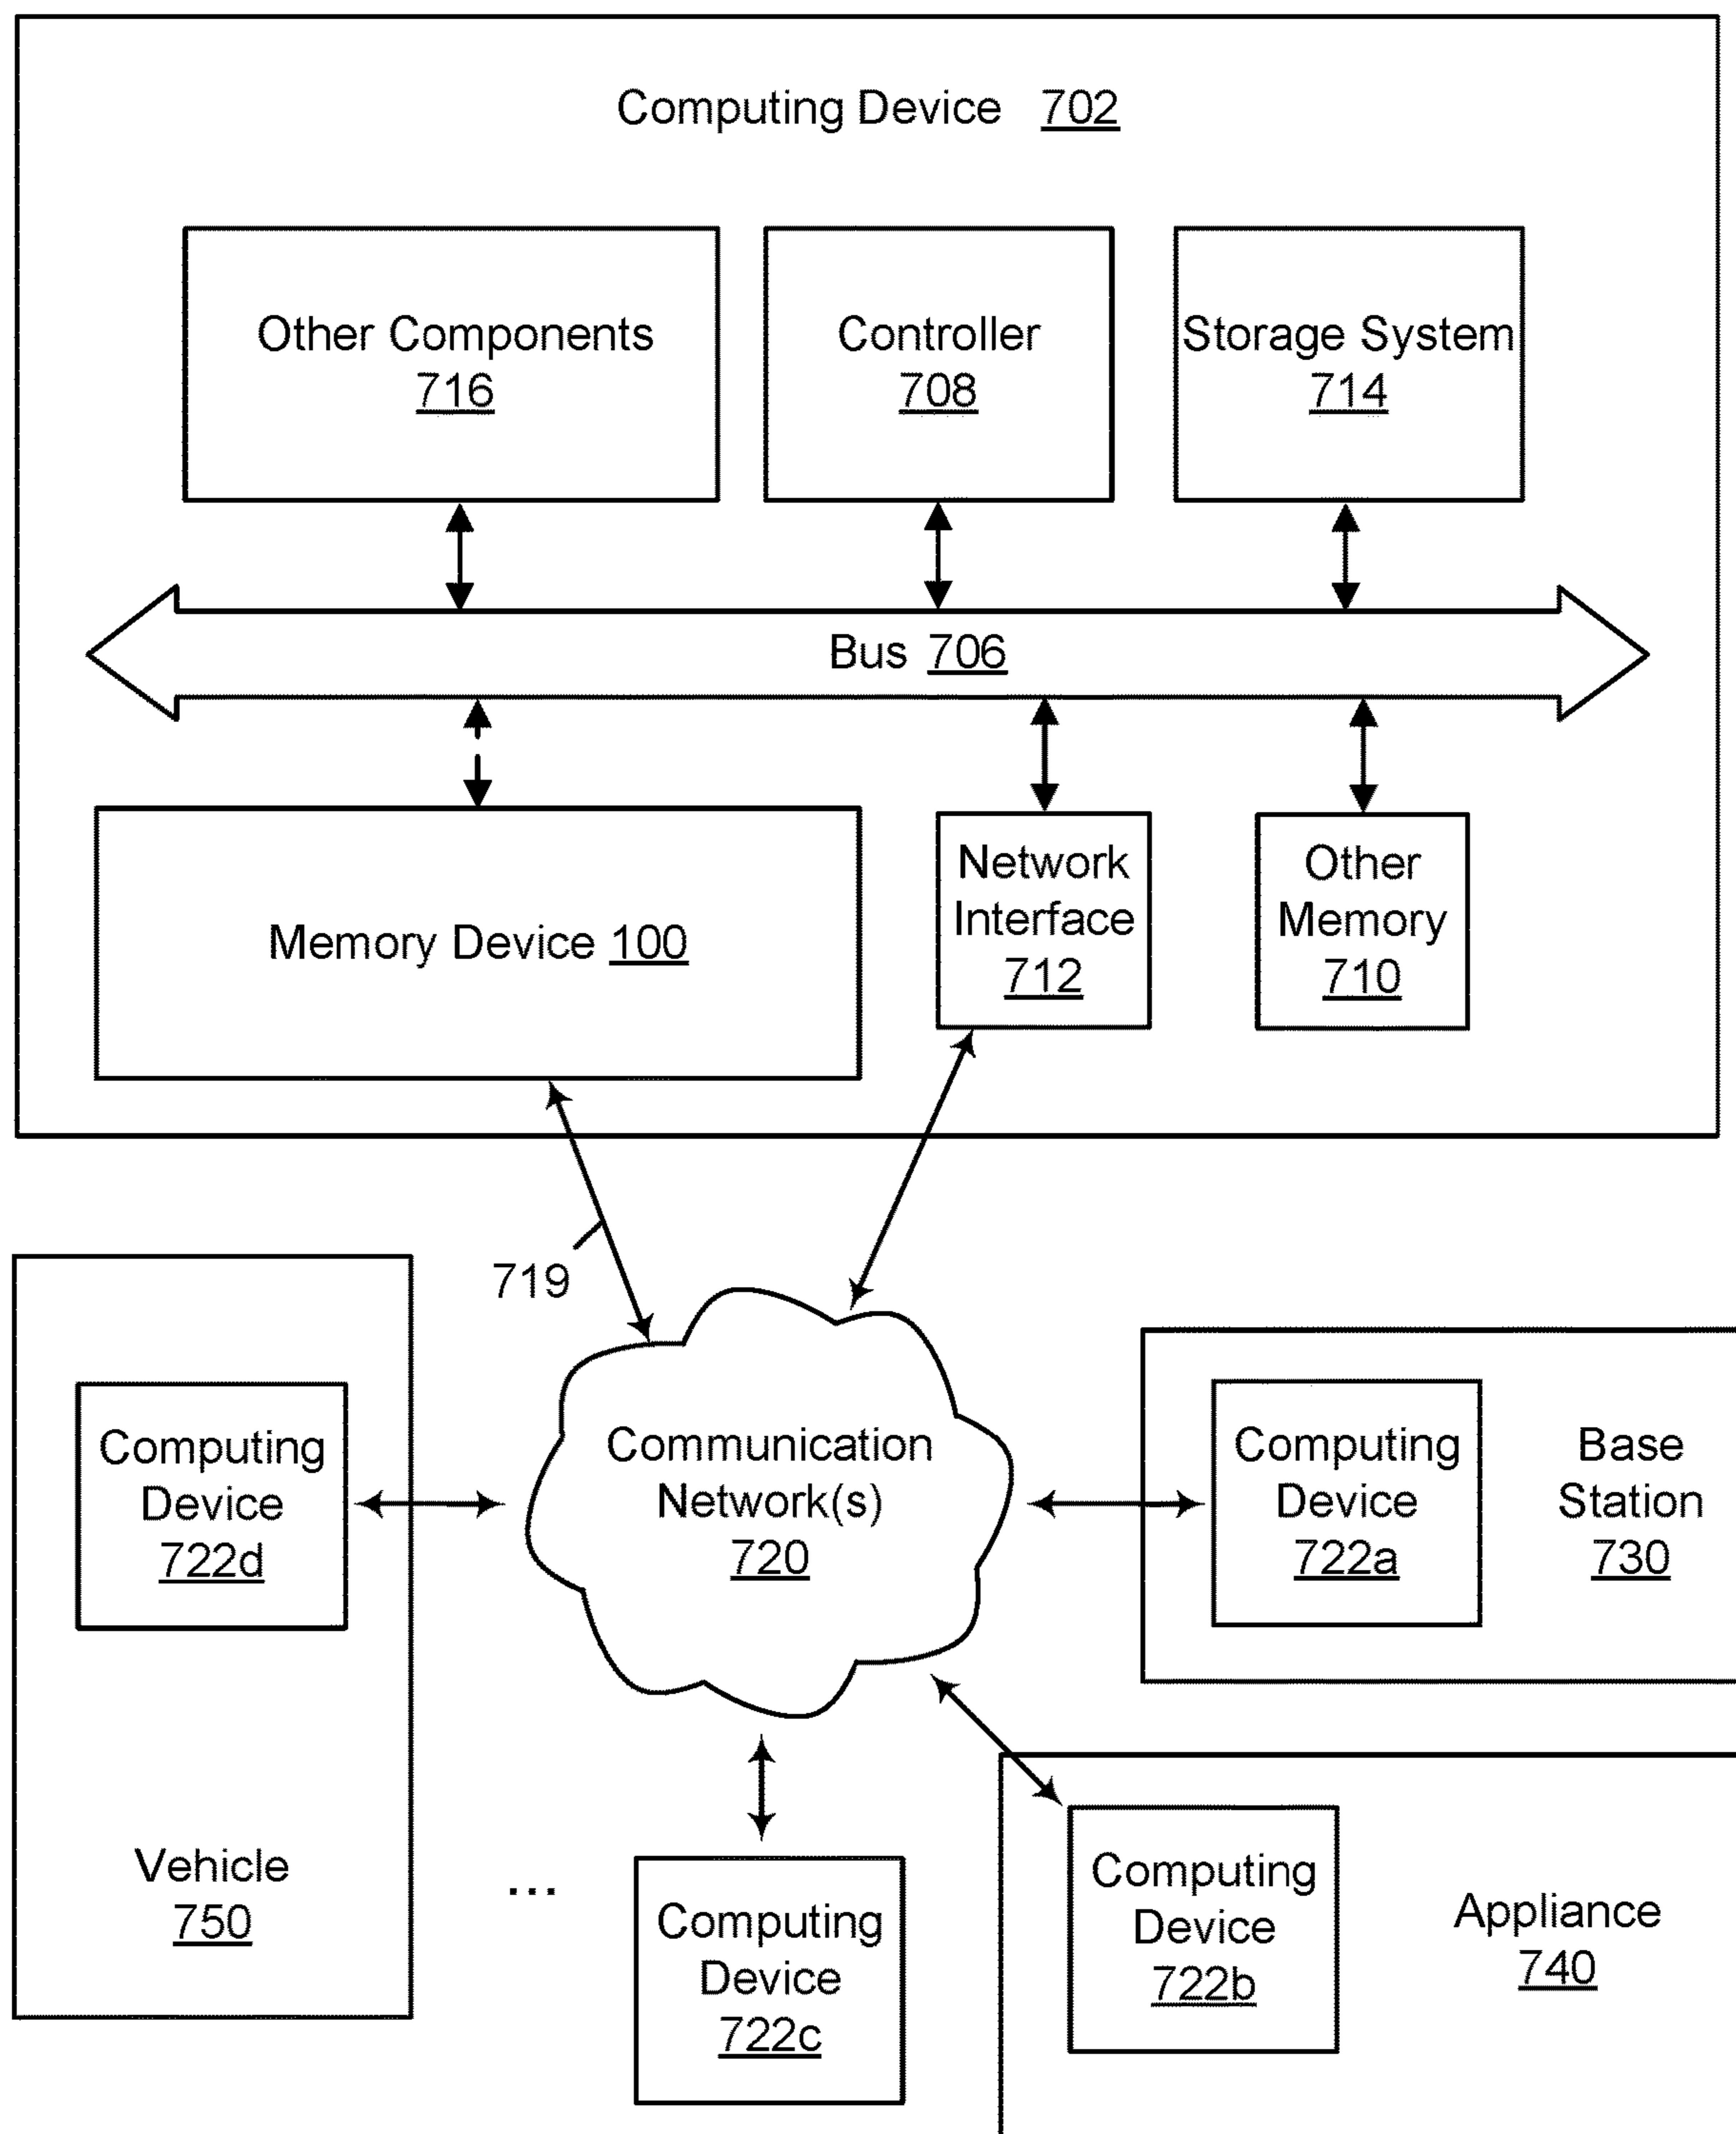 Computing Device 702
Other Components
716
Controller
708
Storage System
714
Bus 706
Memory Device 100
Network
Interface
712
Other
Memory
710
719
Computing
Device
722d
Vehicle
750
Communication
Network(s)
720
Computing
Device
722a
Base
Station
730
...
Computing
Device
722c
Computing
Device
722b
Appliance
740